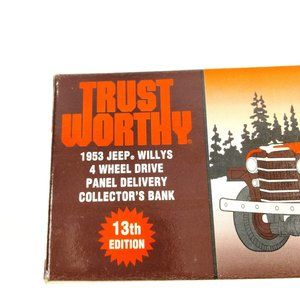 TRUST
WORTHY®
1953 JEEP® WILLYS
4 WHEEL DRIVE
PANEL DELIVERY
COLLECTOR'S BANK
13th
EDITION